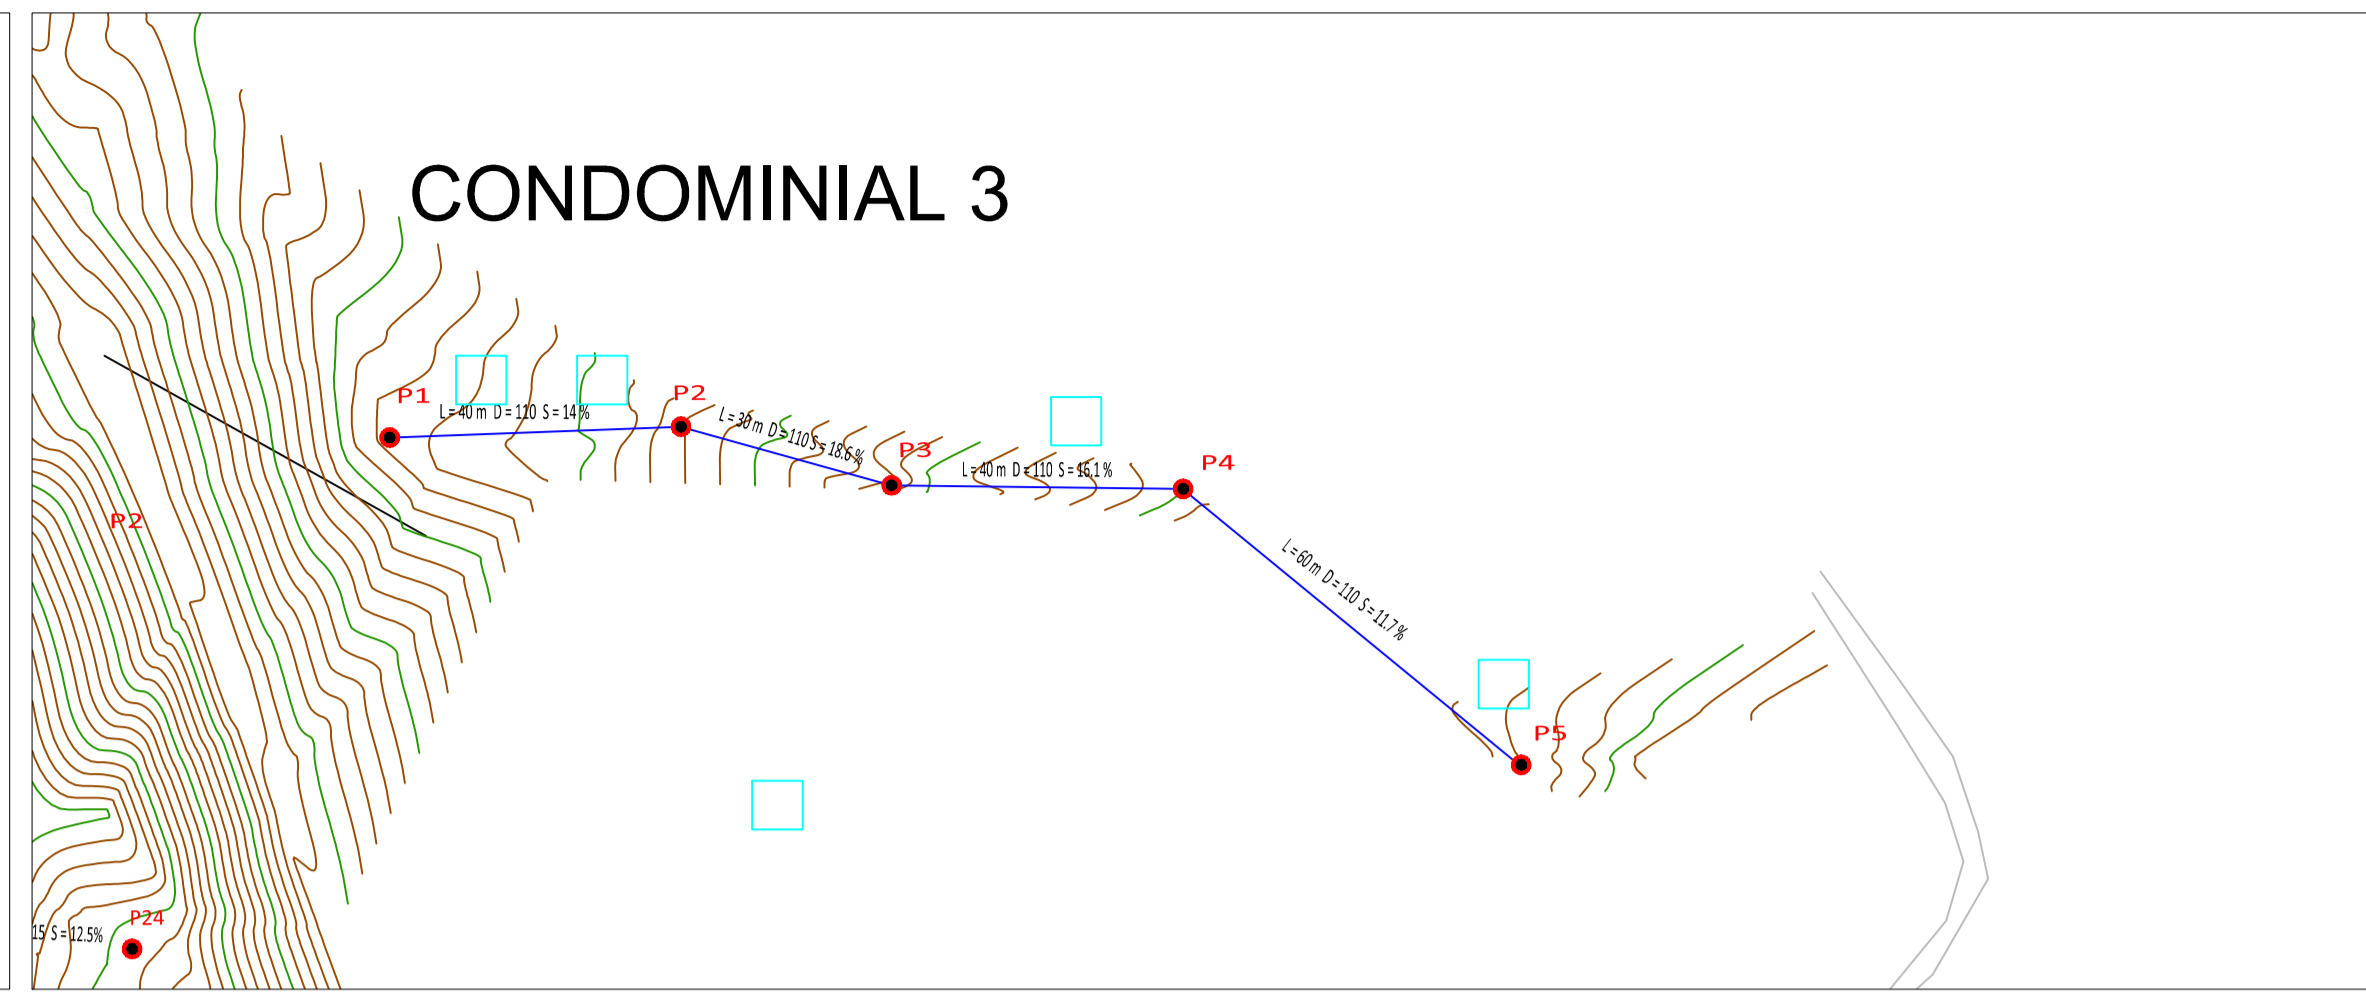 CONDOMINIAL 3
P1
L = 40 m D = 110 S = 14 %
P2
L = 30 m D = 110 S = 18.6 %
P3
L = 40 m D = 110 S = 16.1 %
P4
L = 60 m D = 110 S = 11.7 %
P5
P2
P24
15 S = 12.5%